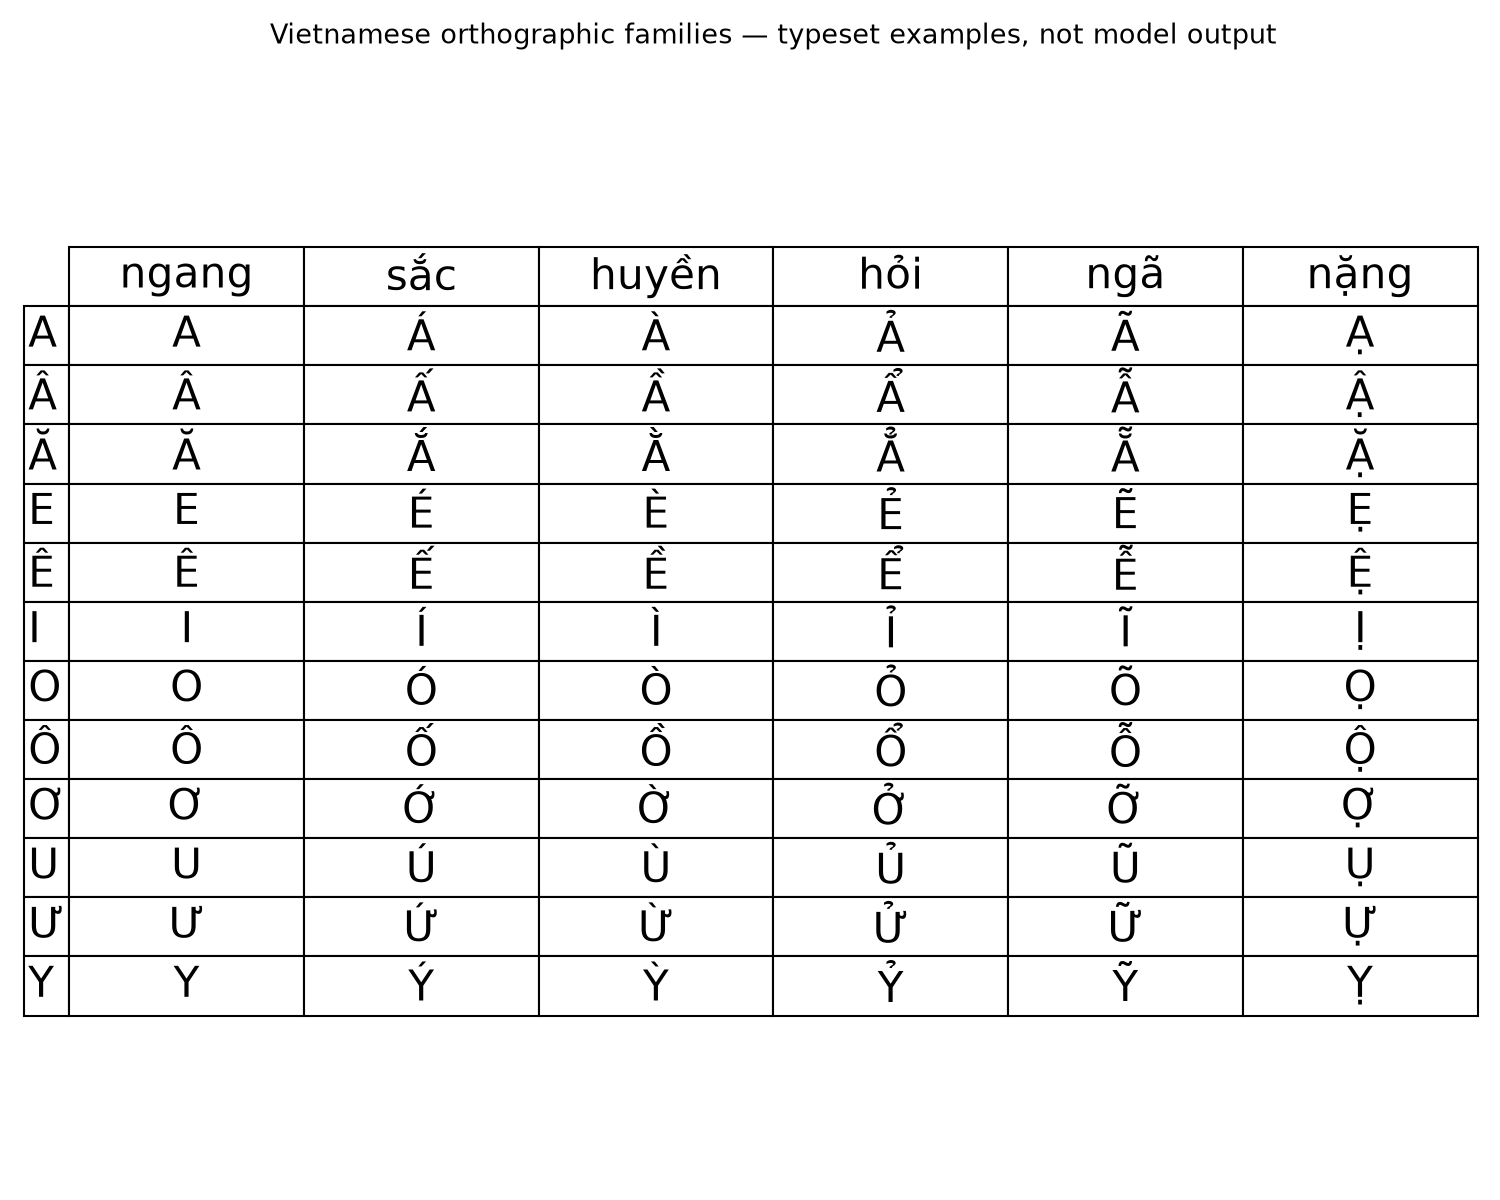 Vietnamese orthographic families — typeset examples, not model output
ngang sắc huyền hỏi ngã nặng
A A Á À Ả Ã Ạ
Â Â Ấ Ầ Ẩ Ẫ Ậ
Ă Ă Ắ Ằ Ẳ Ẵ Ặ
E E É È Ẻ Ẽ Ẹ
Ê Ê Ế Ề Ể Ễ Ệ
I I Í Ì Ỉ Ĩ Ị
O O Ó Ò Ỏ Õ Ọ
Ô Ô Ố Ồ Ổ Ỗ Ộ
Ơ Ơ Ớ Ờ Ở Ỡ Ợ
U U Ú Ù Ủ Ũ Ụ
Ư Ư Ứ Ừ Ử Ữ Ự
Y Y Ý Ỳ Ỷ Ỹ Ỵ